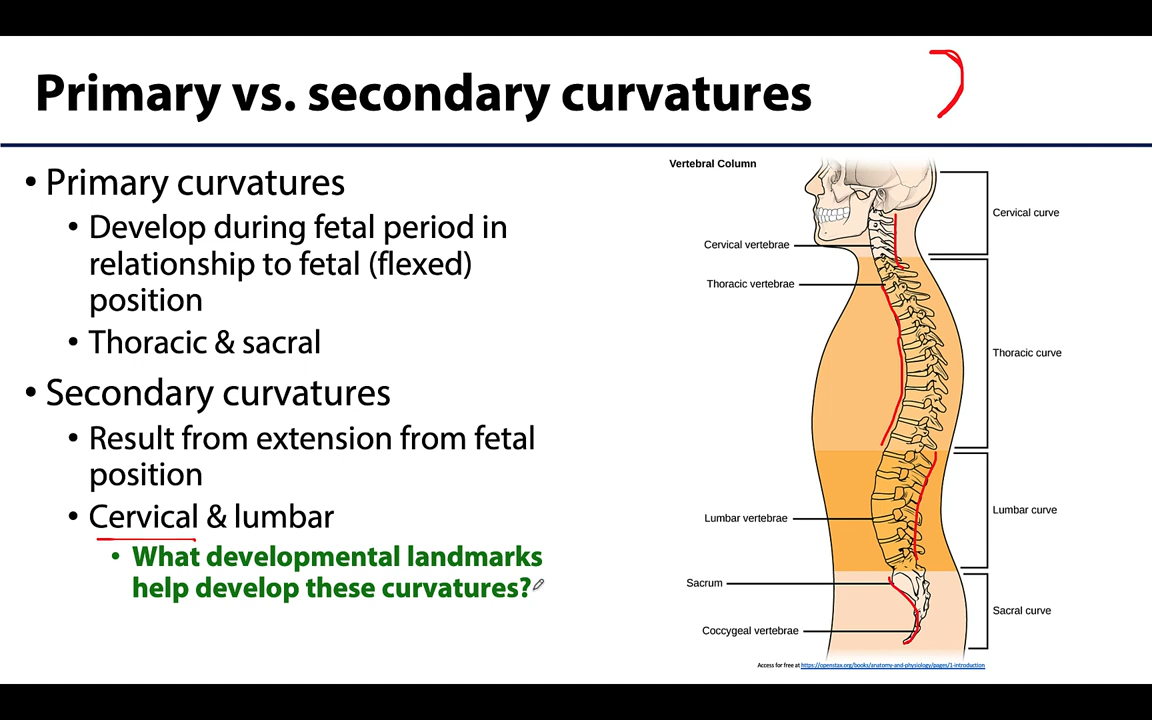 Primary vs. secondary curvatures
• Primary curvatures
• Develop during fetal period in
relationship to fetal (flexed)
position
• Thoracic & sacral
• Secondary curvatures
• Result from extension from fetal
position
• Cervical & lumbar
• What developmental landmarks
help develop these curvatures?
Vertebral Column
Cervical curve
Cervical vertebrae
Thoracic vertebrae
Thoracic curve
Lumbar curve
Lumbar vertebrae
Sacrum
Sacral curve
Coccygeal vertebrae
Access for free at https://openstax.org/books/anatomy-and-physiology/pages/1-introduction